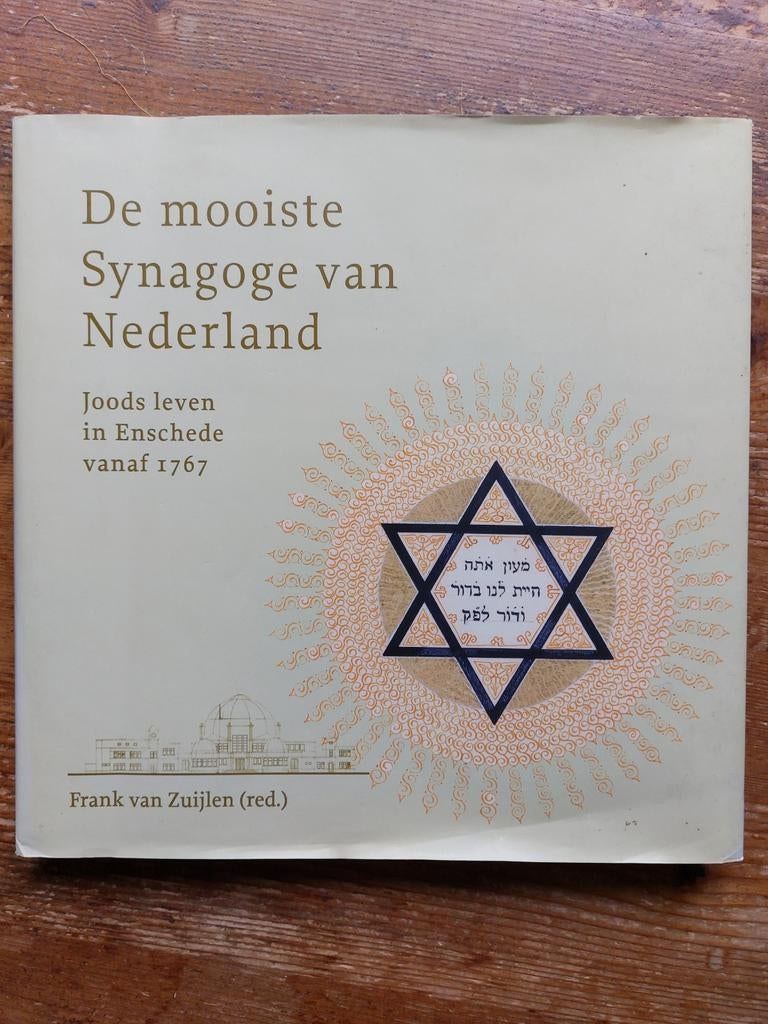 De mooiste
Synagoge van
Nederland
Joods leven
in Enschede
vanaf 1767
מעון אתה
היית לנו בדור
ודור לפק
Frank van Zuijlen (red.)